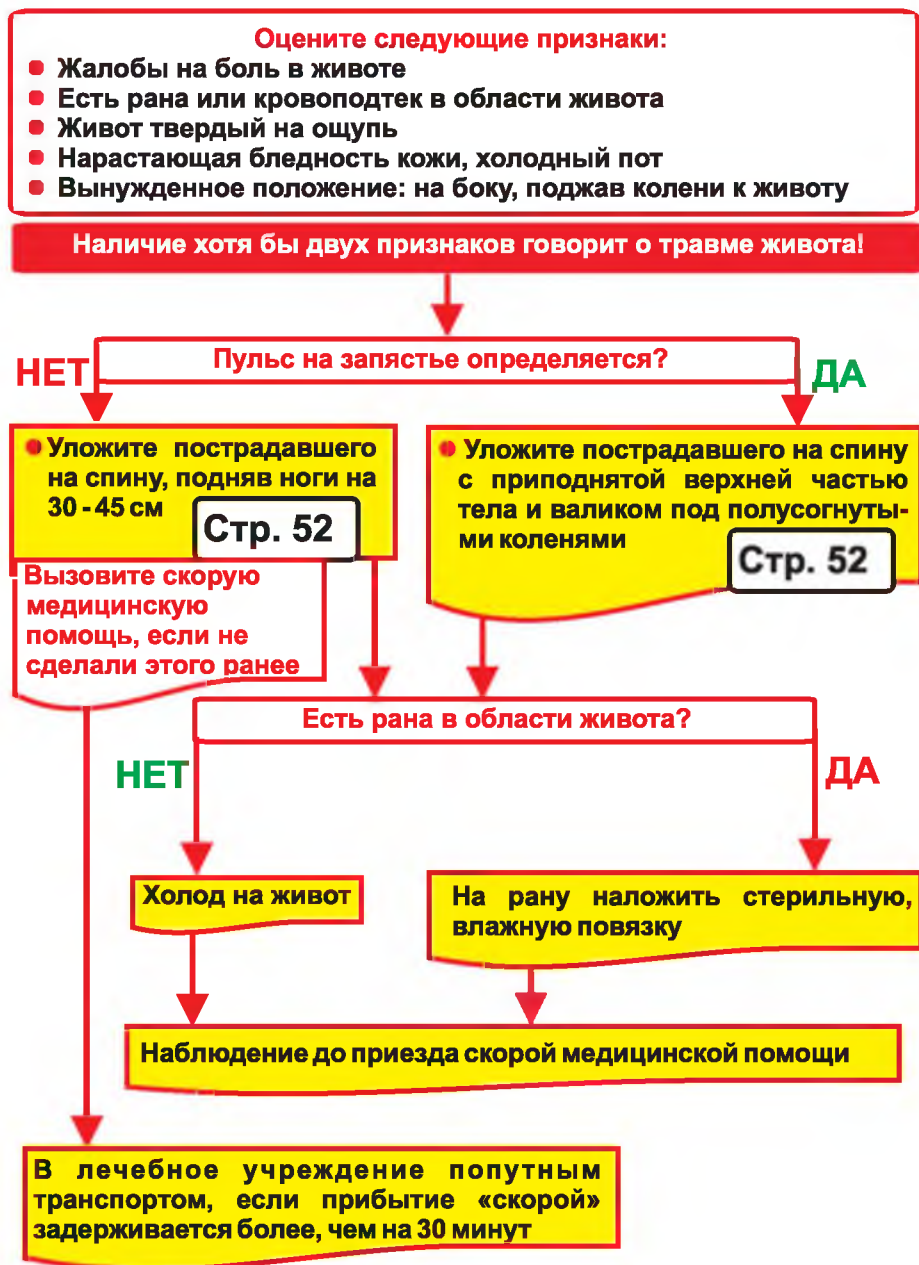 Оцените следующие признаки:
Жалобы на боль в животе
Есть рана или кровоподтек в области живота
Живот твердый на ощупь
Нарастающая бледность кожи, холодный пот
Вынужденное положение: на боку, поджав колени к животу
Наличие хотя бы двух признаков говорит о травме живота!
Пульс на запястье определяется?
НЕТ
ДА
Уложите пострадавшего
на спину, подняв ноги на
30 - 45 см
Стр. 52
Уложите пострадавшего на спину
с приподнятой верхней частью
тела и валиком под полусогнуты-
ми коленями
Стр. 52
Вызовите скорую
медицинскую
помощь, если не
сделали этого ранее
Есть рана в области живота?
НЕТ
ДА
Холод на живот
На рану наложить стерильную,
влажную повязку
Наблюдение до приезда скорой медицинской помощи
В лечебное учреждение попутным
транспортом, если прибытие «скорой»
задерживается более, чем на 30 минут